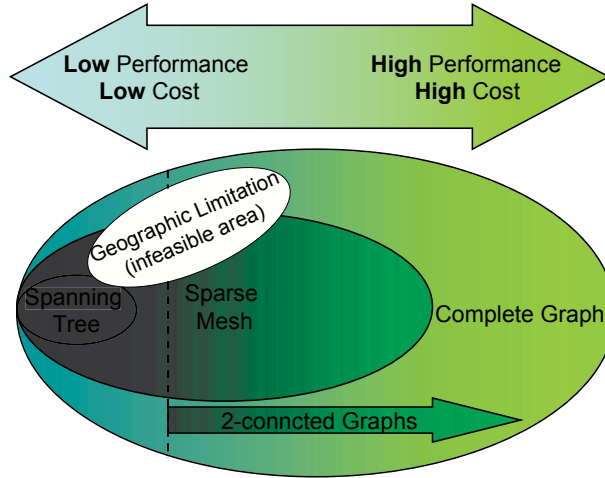 Low Performance
Low Cost
High Performance
High Cost
Geographic Limitation
(infeasible area)
Spanning
Tree
Sparse
Mesh
Complete Graph
2-conncted Graphs